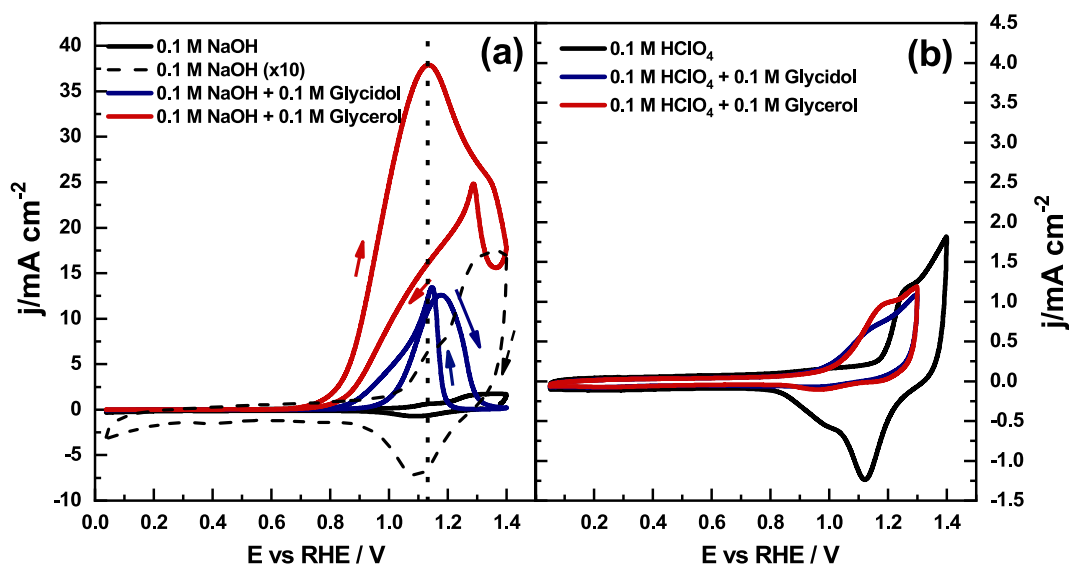 (a)
0.1 M NaOH
0.1 M NaOH (x10)
0.1 M NaOH + 0.1 M Glycidol
0.1 M NaOH + 0.1 M Glycerol
j/mA cm-2
40
35
30
25
20
15
10
5
0
-5
-10
0.0 0.2 0.4 0.6 0.8 1.0 1.2 1.4
E vs RHE / V
(b)
0.1 M HClO4
0.1 M HClO4 + 0.1 M Glycidol
0.1 M HClO4 + 0.1 M Glycerol
4.5
4.0
3.5
3.0
2.5
2.0
1.5
1.0
0.5
0.0
-0.5
-1.0
-1.5
j/mA cm-2
0.2 0.4 0.6 0.8 1.0 1.2 1.4
E vs RHE / V